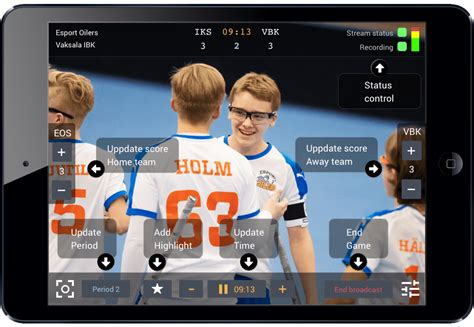 Esport Oilers
Vaksala IBK
IKS 09:13 VBK
3 2 3
Stream status
Recording
Status
control
EOS
+
3
–
VBK
+
3
–
Uppdate score
Home team
Uppdate score
Away team
HOLM
63
5
Update
Period
Add
Highlight
Update
Time
End
Game
Period 2
– 09:13 +
End broadcast